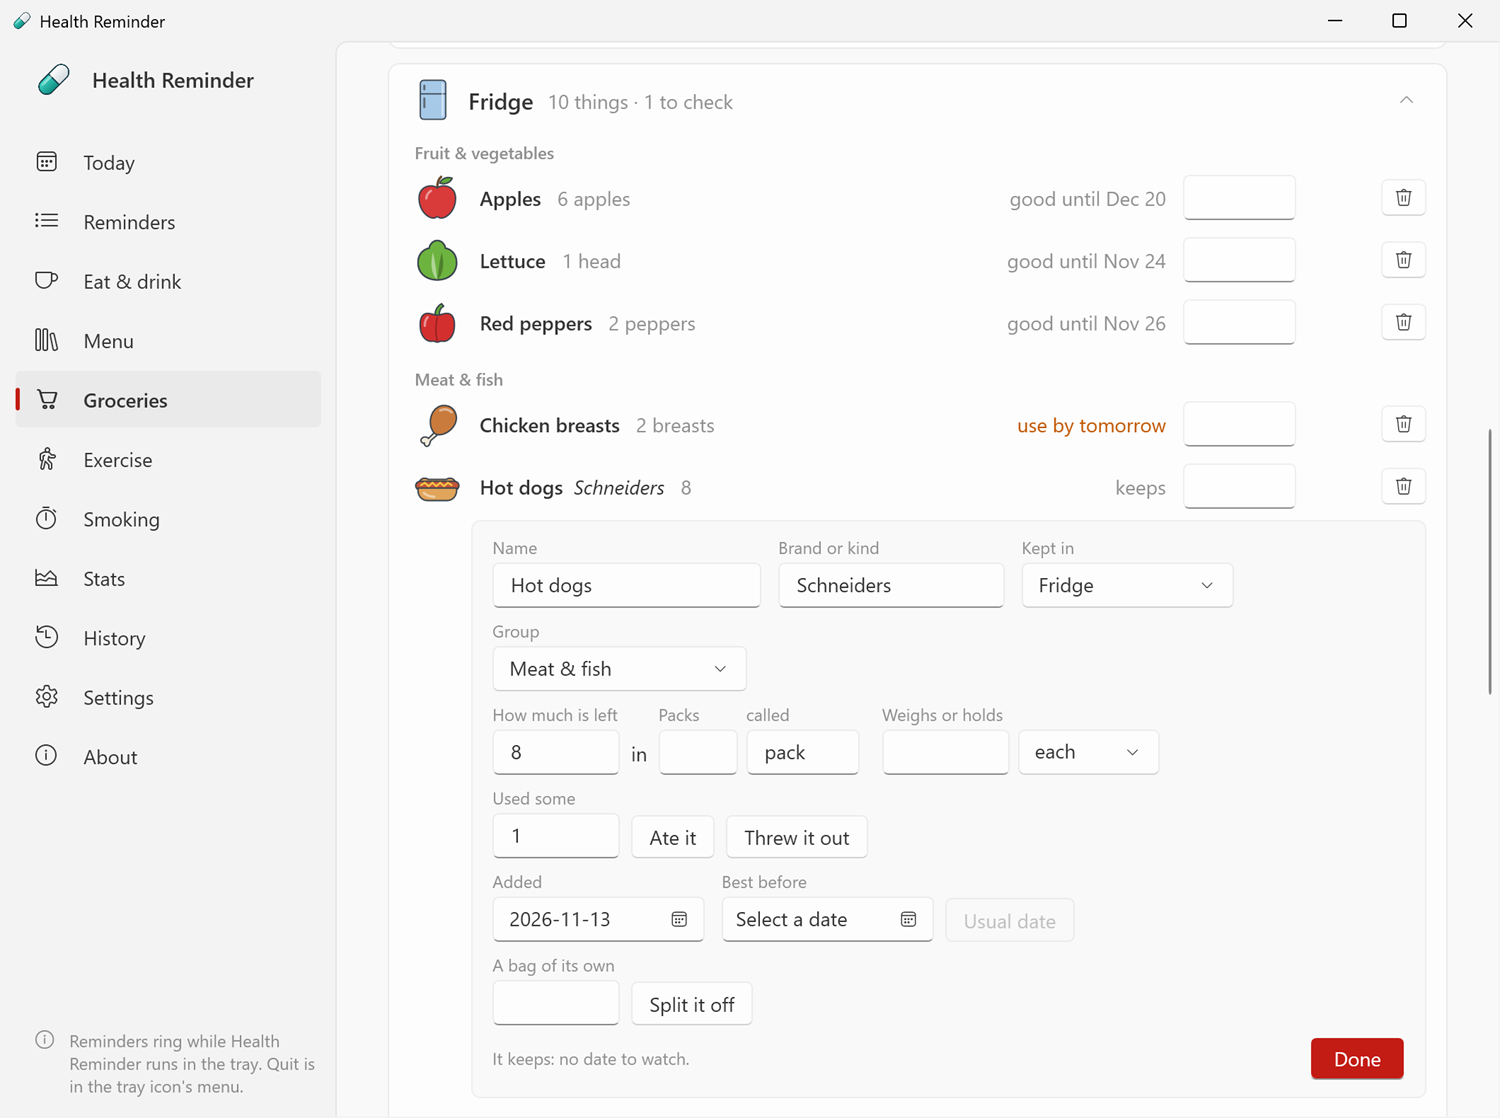 Health Reminder
Health Reminder
Today
Reminders
Eat & drink
Menu
Groceries
Exercise
Smoking
Stats
History
Settings
About
Reminders ring while Health
Reminder runs in the tray. Quit is
in the tray icon's menu.
Fridge 10 things · 1 to check
Fruit & vegetables
Apples 6 apples good until Dec 20
Lettuce 1 head good until Nov 24
Red peppers 2 peppers good until Nov 26
Meat & fish
Chicken breasts 2 breasts use by tomorrow
Hot dogs Schneiders 8 keeps
Name Brand or kind Kept in
Hot dogs Schneiders Fridge
Group
Meat & fish
How much is left Packs called Weighs or holds
8 in pack each
Used some
1 Ate it Threw it out
Added Best before
2026-11-13 Select a date Usual date
A bag of its own
Split it off
It keeps: no date to watch. Done